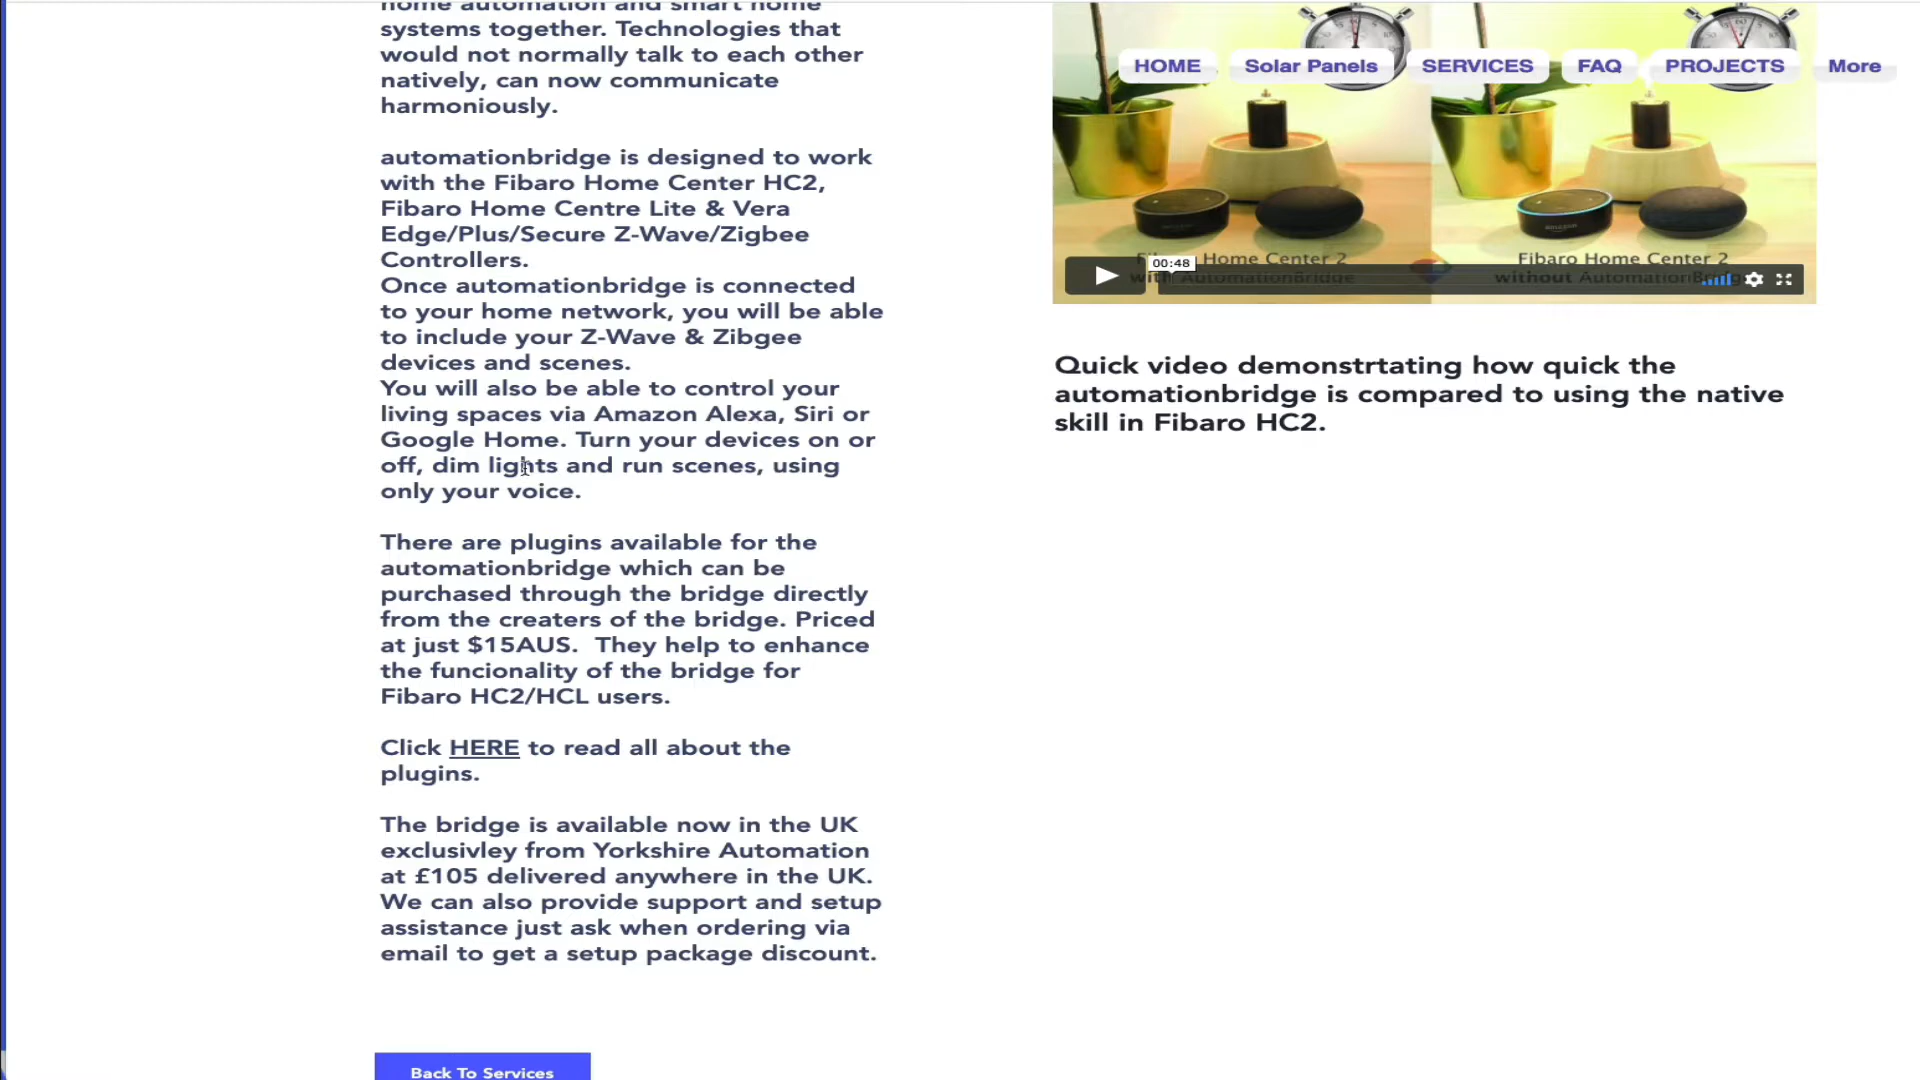 home automation and smart home
systems together. Technologies that
would not normally talk to each other
natively, can now communicate
harmoniously.
automationbridge is designed to work
with the Fibaro Home Center HC2,
Fibaro Home Centre Lite & Vera
Edge/Plus/Secure Z-Wave/Zigbee
Controllers.
Once automationbridge is connected
to your home network, you will be able
to include your Z-Wave & Zibgee
devices and scenes.
You will also be able to control your
living spaces via Amazon Alexa, Siri or
Google Home. Turn your devices on or
off, dim lights and run scenes, using
only your voice.
There are plugins available for the
automationbridge which can be
purchased through the bridge directly
from the creaters of the bridge. Priced
at just $15AUS. They help to enhance
the funcionality of the bridge for
Fibaro HC2/HCL users.
Click HERE to read all about the
plugins.
The bridge is available now in the UK
exclusivley from Yorkshire Automation
at £105 delivered anywhere in the UK.
We can also provide support and setup
assistance just ask when ordering via
email to get a setup package discount.
Back To Services
HOME Solar Panels SERVICES FAQ PROJECTS More
00:48
Home Center 2
with AutomationBridge
Fibaro Home Center 2
without
Quick video demonstrtating how quick the
automationbridge is compared to using the native
skill in Fibaro HC2.